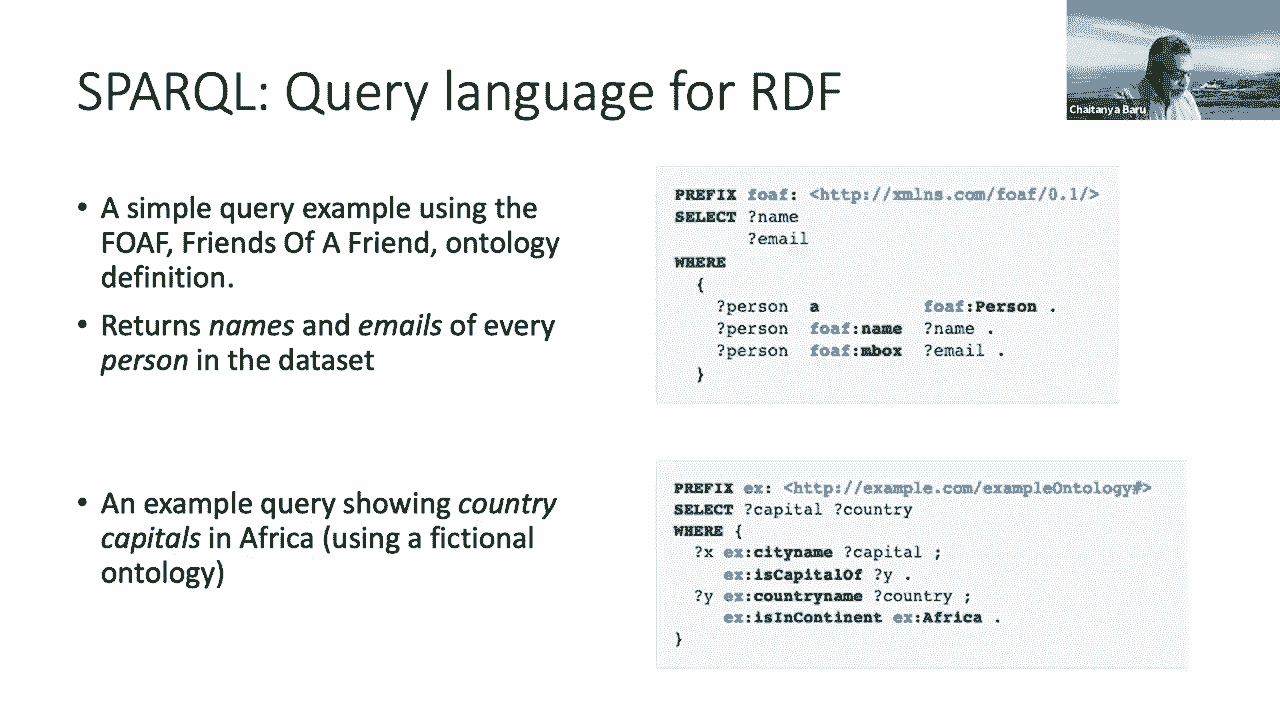 SPARQL: Query language for RDF
Chaitanya Baru
• A simple query example using the
FOAF, Friends Of A Friend, ontology
definition.
• Returns names and emails of every
person in the dataset
PREFIX foaf: <http://xmlns.com/foaf/0.1/>
SELECT ?name
?email
WHERE
{
?person a foaf:Person .
?person foaf:name ?name .
?person foaf:mbox ?email .
}
• An example query showing country
capitals in Africa (using a fictional
ontology)
PREFIX ex: <http://example.com/exampleOntology#>
SELECT ?capital ?country
WHERE {
?x ex:cityname ?capital ;
ex:isCapitalOf ?y .
?y ex:countryname ?country ;
ex:isInContinent ex:Africa .
}